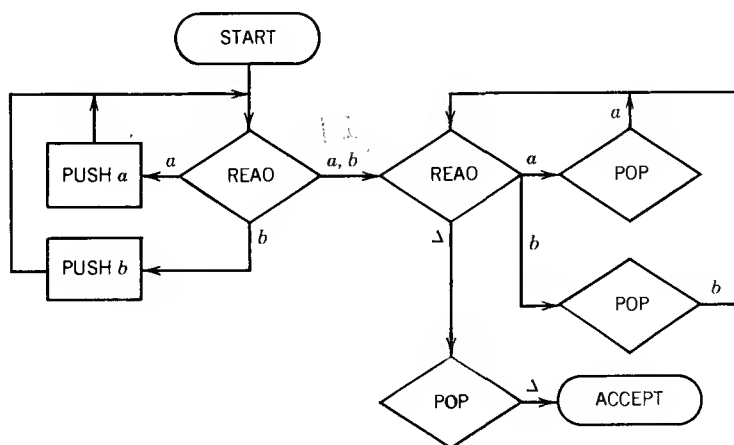 START
a
PUSH a
a
REAO
a, b
REAO
a
POP
b
PUSH b
b
POP
b
Δ
POP
Δ
ACCEPT